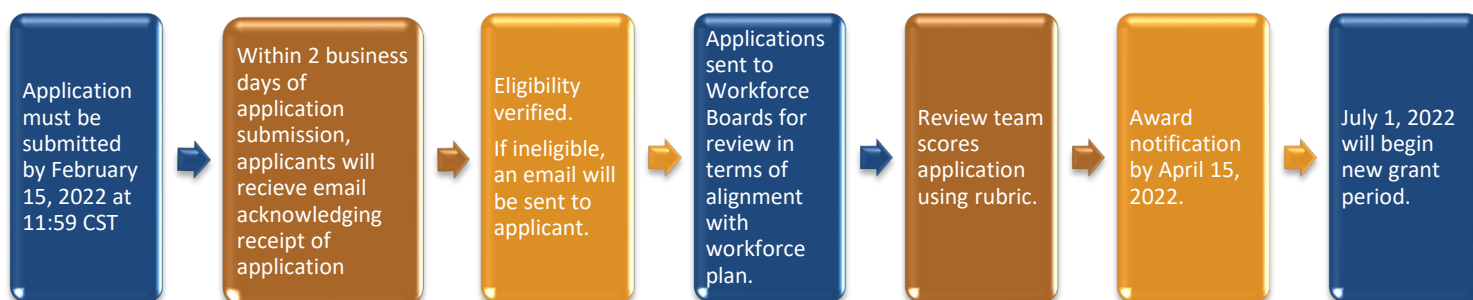 Application
must be
submitted
by February
15, 2022 at
11:59 CST
Within 2 business
days of
application
submission,
applicants will
recieve email
acknowledging
receipt of
application
Eligibility
verified.
If ineligible,
an email will
be sent to
applicant.
Applications
sent to
Workforce
Boards for
review in
terms of
alignment
with
workforce
plan.
Review team
scores
application
using rubric.
Award
notification
by April 15,
2022.
July 1, 2022
will begin
new grant
period.